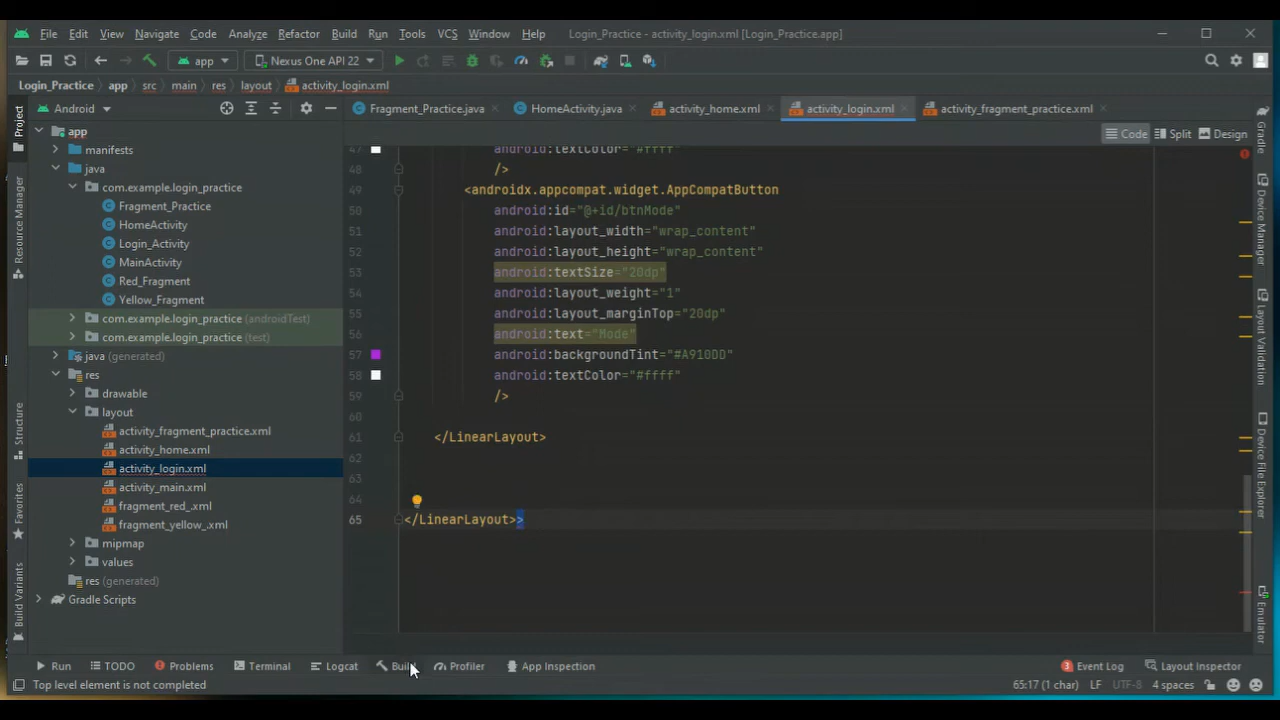 File Edit View Navigate Code Analyze Refactor Build Run Tools VCS Window Help Login_Practice - activity_login.xml [Login_Practice.app]
app Nexus One API 22
Login_Practice app src main res layout activity_login.xml
Android Fragment_Practice.java HomeActivity.java activity_home.xml activity_login.xml activity_fragment_practice.xml
Code Split Design
Project
Resource Manager
Structure
Favorites
Build Variants
app
manifests
java
com.example.login_practice
Fragment_Practice
HomeActivity
Login_Activity
MainActivity
Red_Fragment
Yellow_Fragment
com.example.login_practice (androidTest)
com.example.login_practice (test)
java (generated)
res
drawable
layout
activity_fragment_practice.xml
activity_home.xml
activity_login.xml
activity_main.xml
fragment_red_.xml
fragment_yellow_.xml
mipmap
values
res (generated)
Gradle Scripts
47 android:textColor="#ffff"
48 />
49 <androidx.appcompat.widget.AppCompatButton
50 android:id="@+id/btnMode"
51 android:layout_width="wrap_content"
52 android:layout_height="wrap_content"
53 android:textSize="20dp"
54 android:layout_weight="1"
55 android:layout_marginTop="20dp"
56 android:text="Mode"
57 android:backgroundTint="#A910DD"
58 android:textColor="#ffff"
59 />
60
61 </LinearLayout>
62
63
64
65 </LinearLayout>>
Gradle
Device Manager
Layout Validation
Device File Explorer
Emulator
Run TODO Problems Terminal Logcat Build Profiler App Inspection 3 Event Log Layout Inspector
Top level element is not completed 65:17 (1 char) LF UTF-8 4 spaces